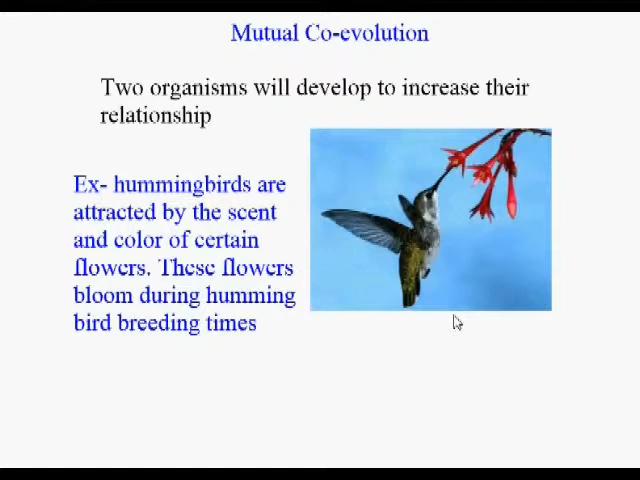 Mutual Co-evolution
Two organisms will develop to increase their
relationship
Ex- hummingbirds are
attracted by the scent
and color of certain
flowers. These flowers
bloom during humming
bird breeding times